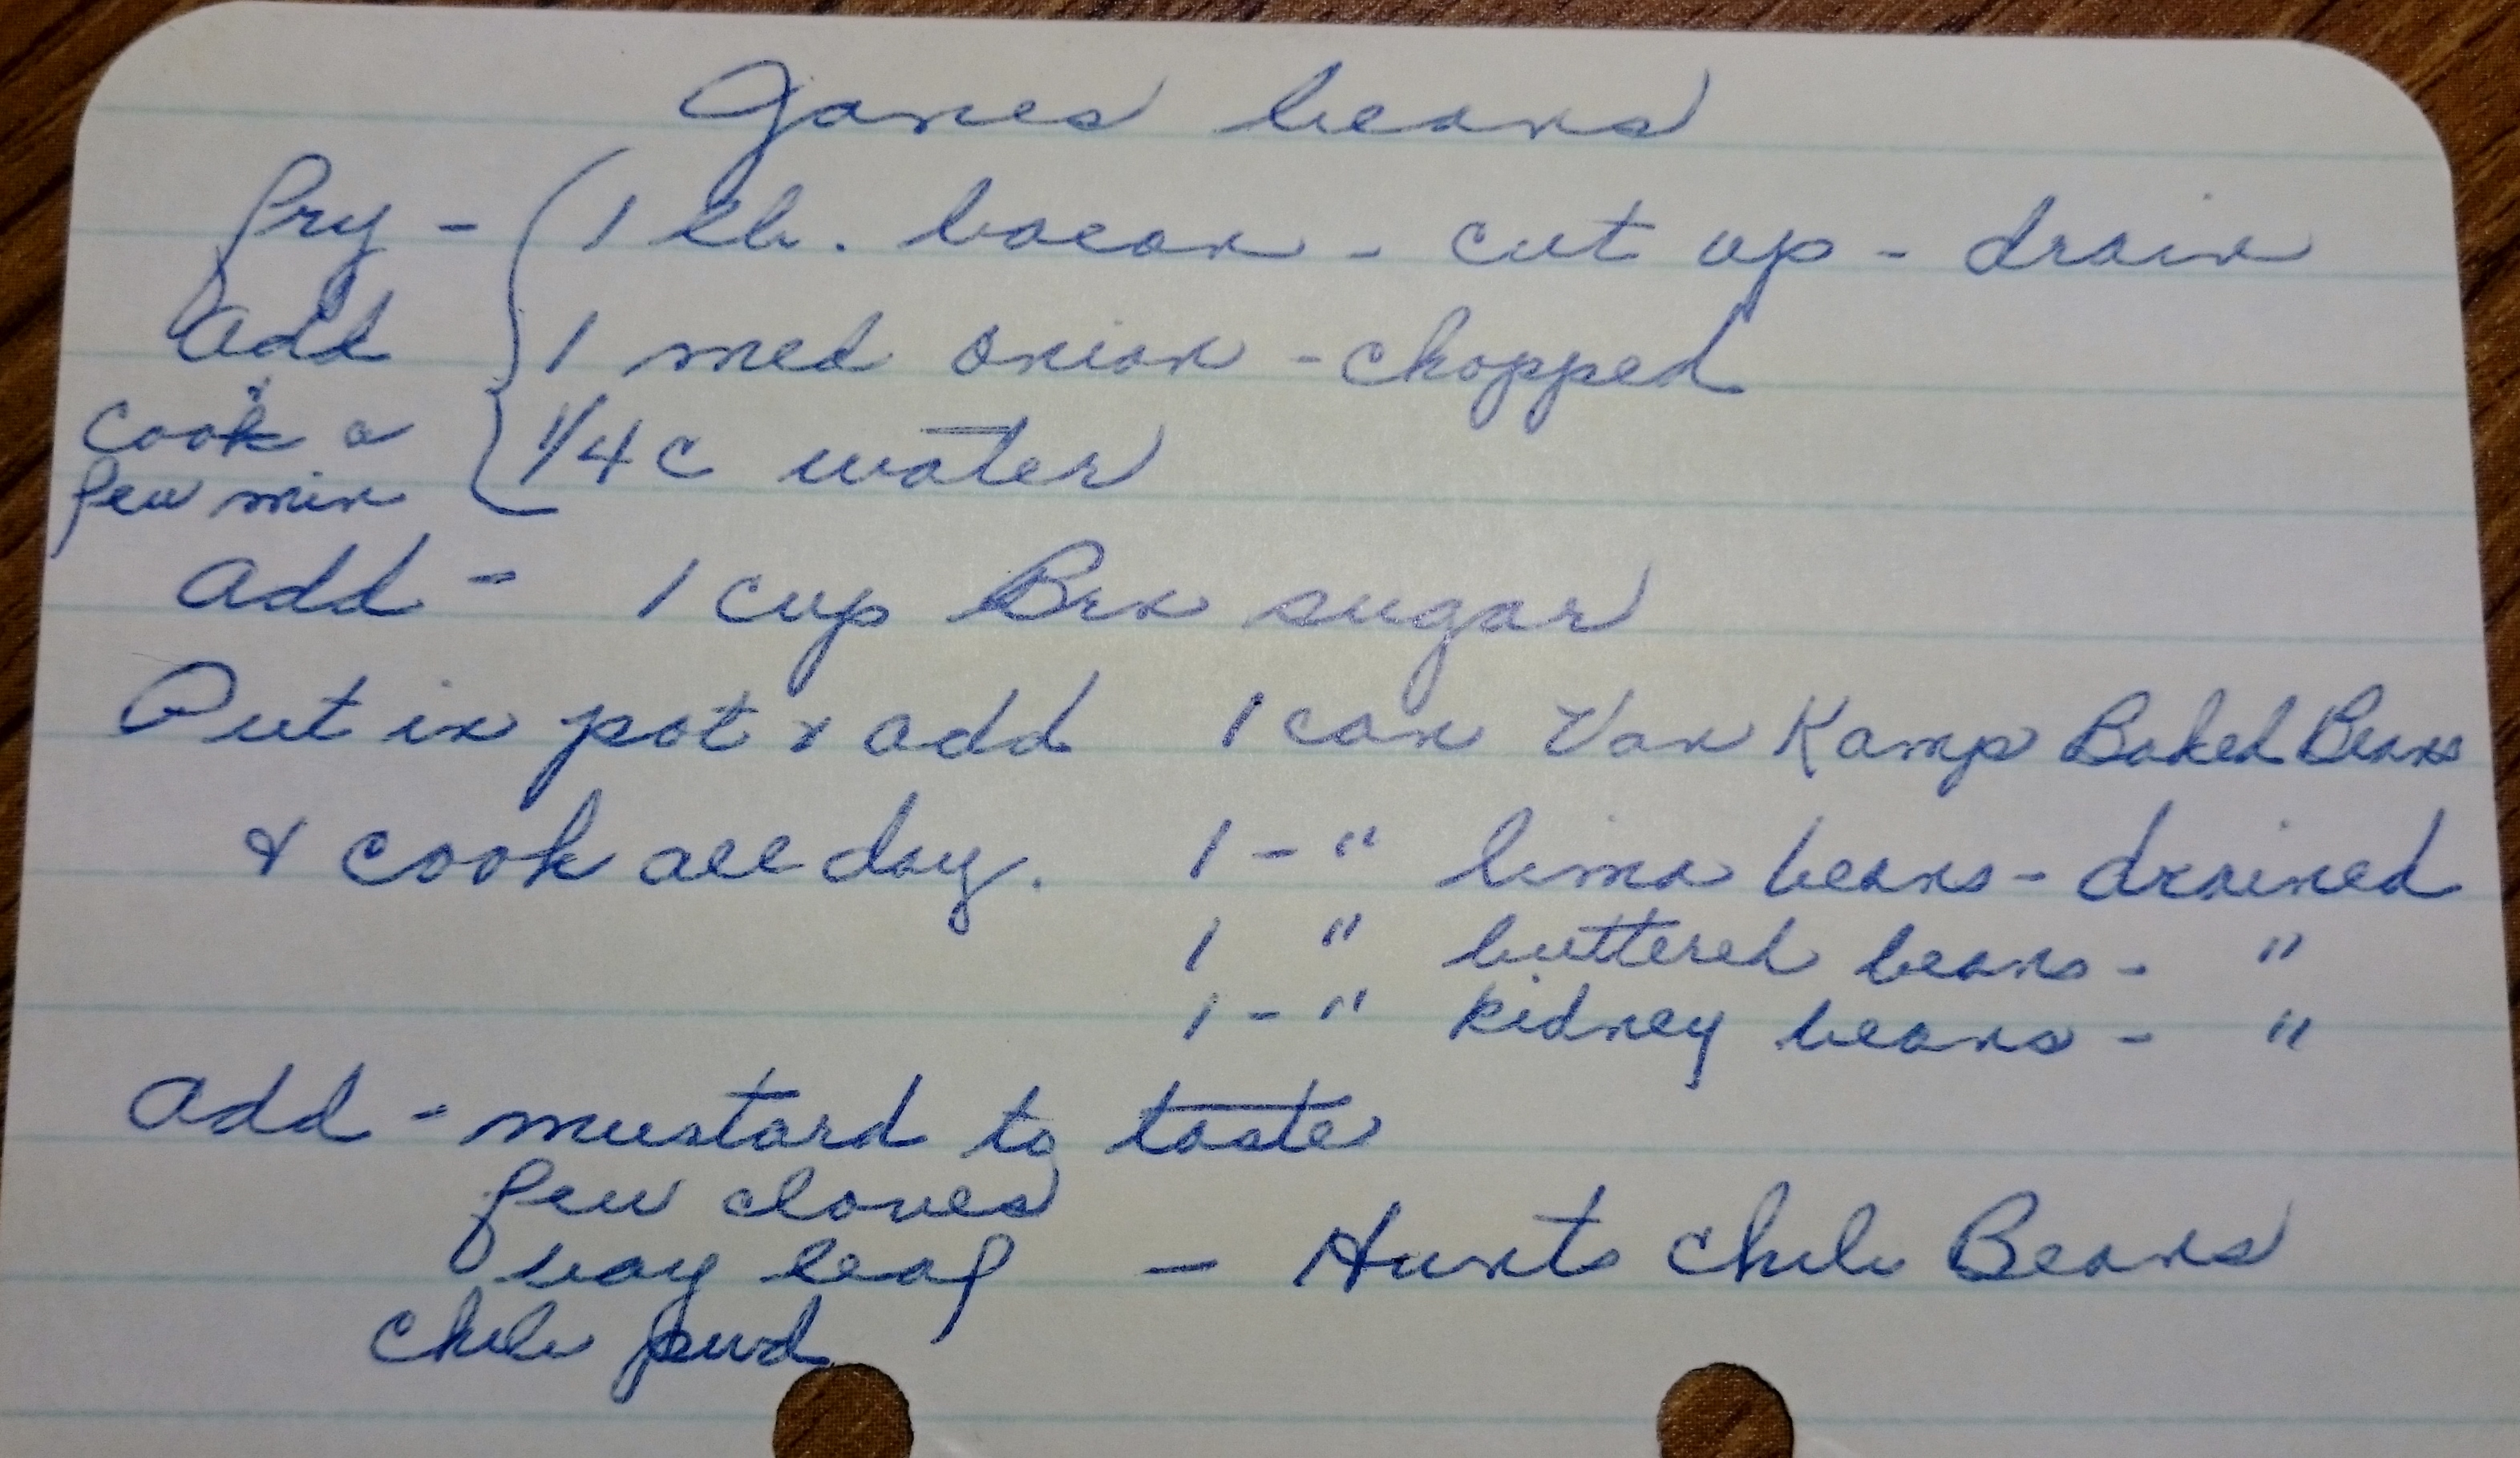 Janes beans
Fry - 1 lb. bacon - cut up - drain
add 1 med onion - chopped
& cook a few min 1/4 c water
add - 1 cup Brn sugar
Put in pot & add 1 can Van Kamp Baked Beans
& cook all day. 1 - " lima beans - drained
1 " buttered beans - "
1 - " kidney beans - "
add - mustard to taste
few cloves
bay leaf - Hunts chili Beans
chili pwd